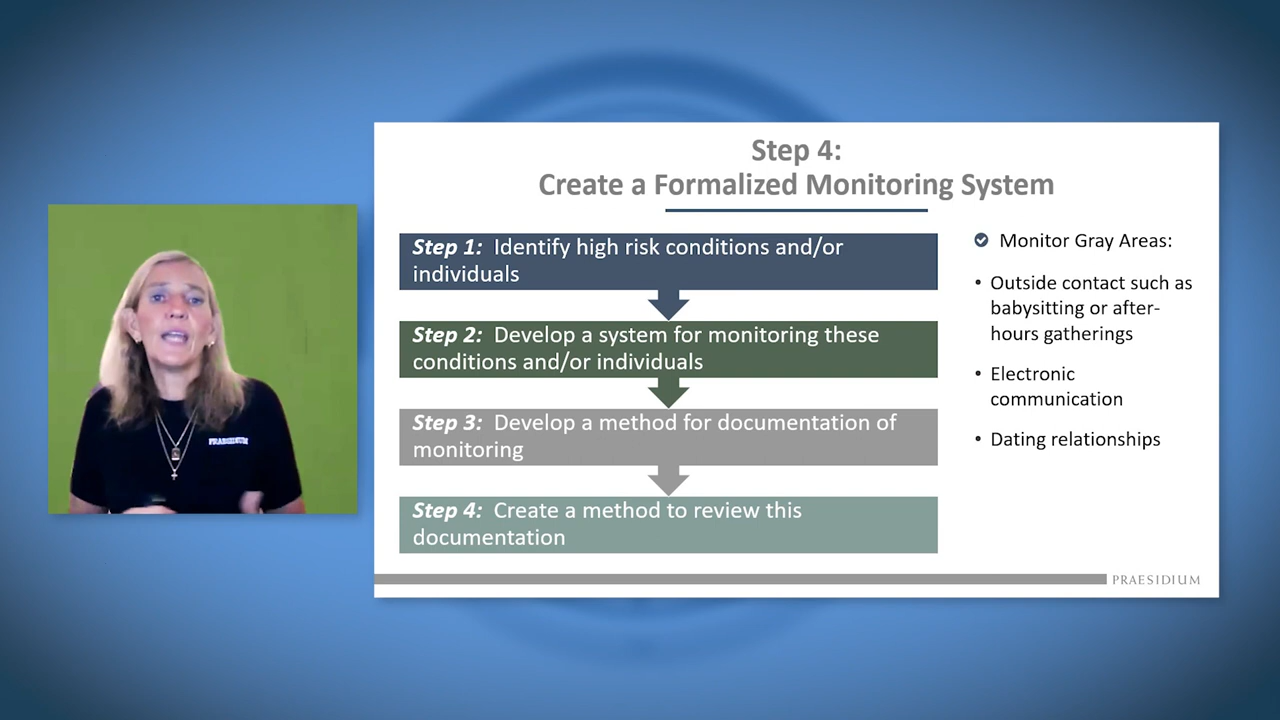 Step 4:
Create a Formalized Monitoring System
Step 1: Identify high risk conditions and/or
individuals
Step 2: Develop a system for monitoring these
conditions and/or individuals
Step 3: Develop a method for documentation of
monitoring
Step 4: Create a method to review this
documentation
Monitor Gray Areas:
• Outside contact such as
babysitting or after-
hours gatherings
• Electronic
communication
• Dating relationships
PRAESIDIUM
PRAESIDIUM